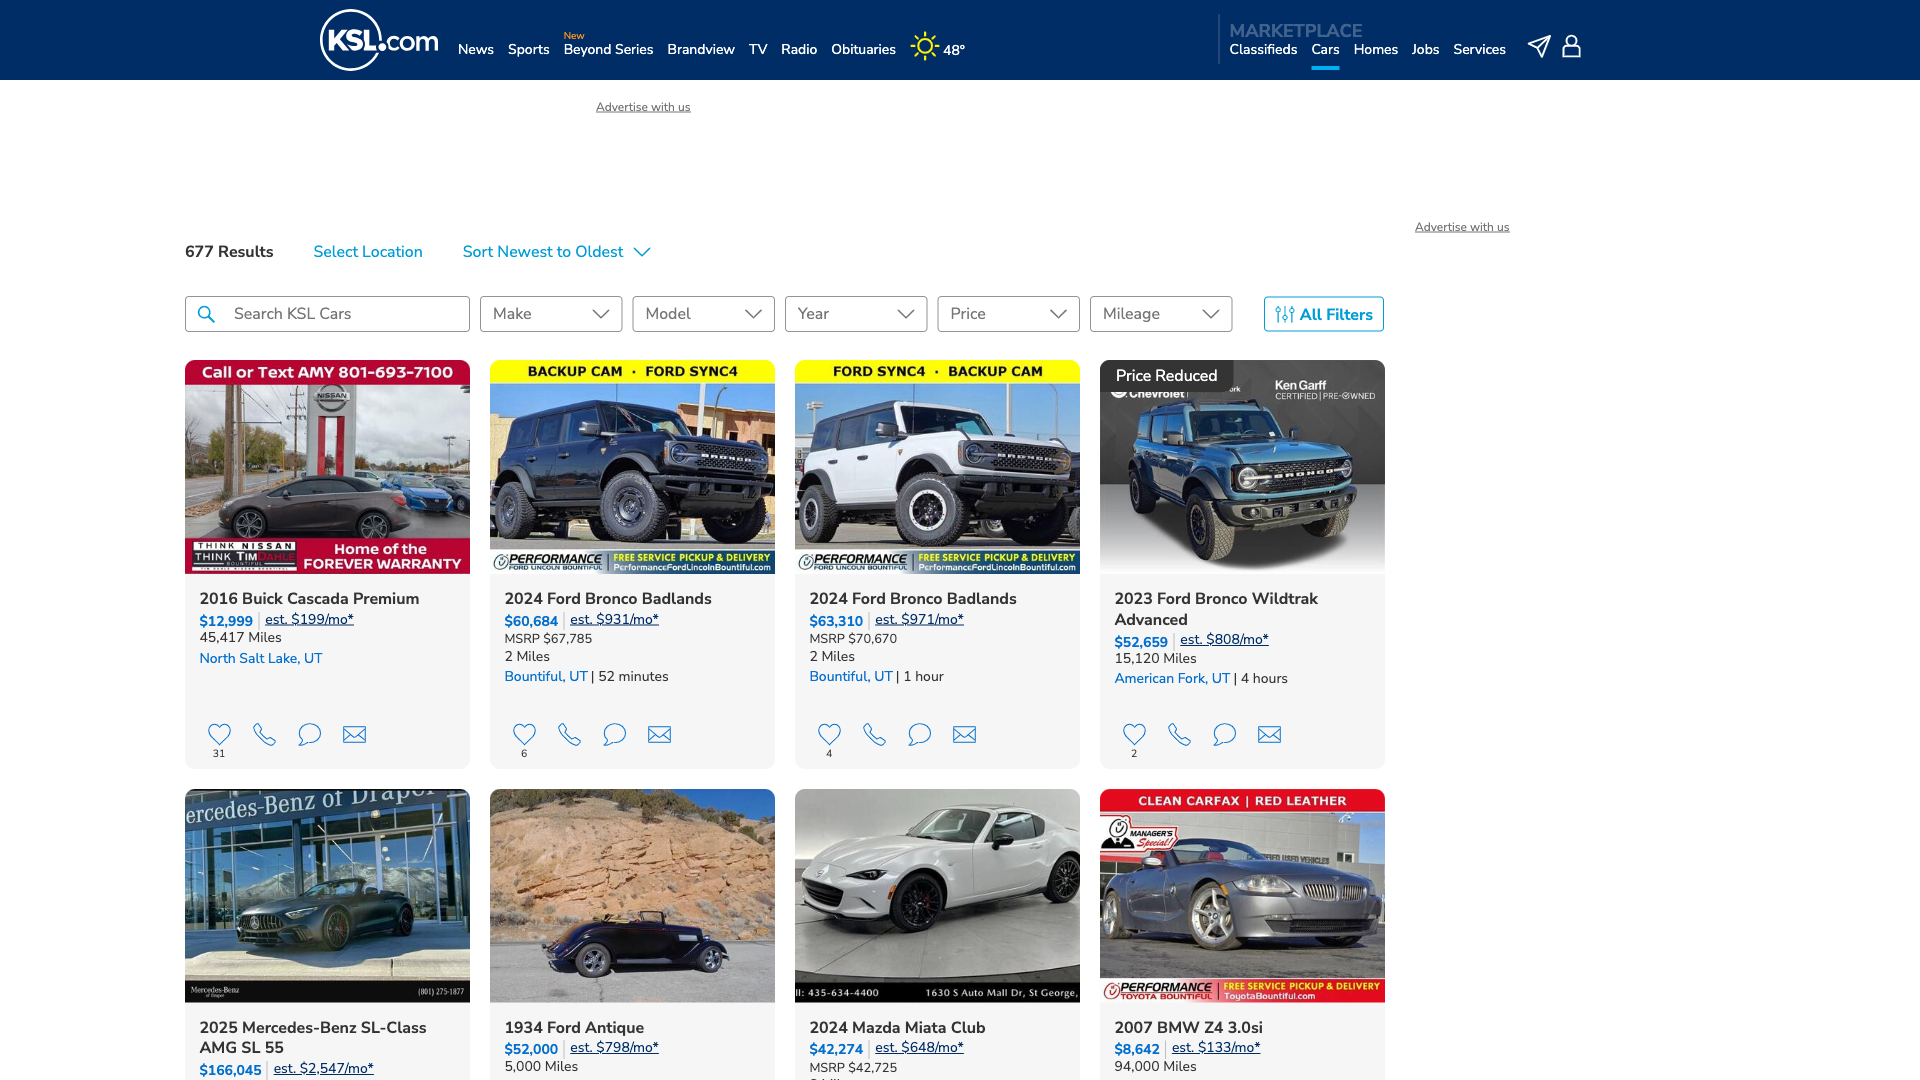 KSL.com
News Sports New Beyond Series Brandview TV Radio Obituaries 48°
MARKETPLACE
Classifieds Cars Homes Jobs Services
Advertise with us
Advertise with us
677 Results Select Location Sort Newest to Oldest
Search KSL Cars Make Model Year Price Mileage All Filters
Call or Text AMY 801-693-7100
NISSAN
THINK NISSAN
THINK TIM DAHLE
BOUNTIFUL
Home of the
FOREVER WARRANTY
2016 Buick Cascada Premium
$12,999 est. $199/mo*
45,417 Miles
North Salt Lake, UT
31
BACKUP CAM · FORD SYNC4
BRONCO
PERFORMANCE
FORD LINCOLN BOUNTIFUL
FREE SERVICE PICKUP & DELIVERY
PerformanceFordLincolnBountiful.com
2024 Ford Bronco Badlands
$60,684 est. $931/mo*
MSRP $67,785
2 Miles
Bountiful, UT | 52 minutes
6
FORD SYNC4 · BACKUP CAM
BRONCO
PERFORMANCE
FORD LINCOLN BOUNTIFUL
FREE SERVICE PICKUP & DELIVERY
PerformanceFordLincolnBountiful.com
2024 Ford Bronco Badlands
$63,310 est. $971/mo*
MSRP $70,670
2 Miles
Bountiful, UT | 1 hour
4
Price Reduced
rk
Chevrolet
Ken Garff
CERTIFIED | PRE-OWNED
BRONCO
2023 Ford Bronco Wildtrak
Advanced
$52,659 est. $808/mo*
15,120 Miles
American Fork, UT | 4 hours
2
ercedes-Benz of Draper
Mercedes-Benz
of Draper
(801) 275-1877
2025 Mercedes-Benz SL-Class
AMG SL 55
$166,045 est. $2,547/mo*
1934 Ford Antique
$52,000 est. $798/mo*
5,000 Miles
ll: 435-634-4400 1630 S Auto Mall Dr, St George,
2024 Mazda Miata Club
$42,274 est. $648/mo*
MSRP $42,725
CLEAN CARFAX | RED LEATHER
MANAGER'S
Special!
CERTIFIED USED VEHICLES
PERFORMANCE
TOYOTA BOUNTIFUL
FREE SERVICE PICKUP & DELIVERY
ToyotaBountiful.com
2007 BMW Z4 3.0si
$8,642 est. $133/mo*
94,000 Miles